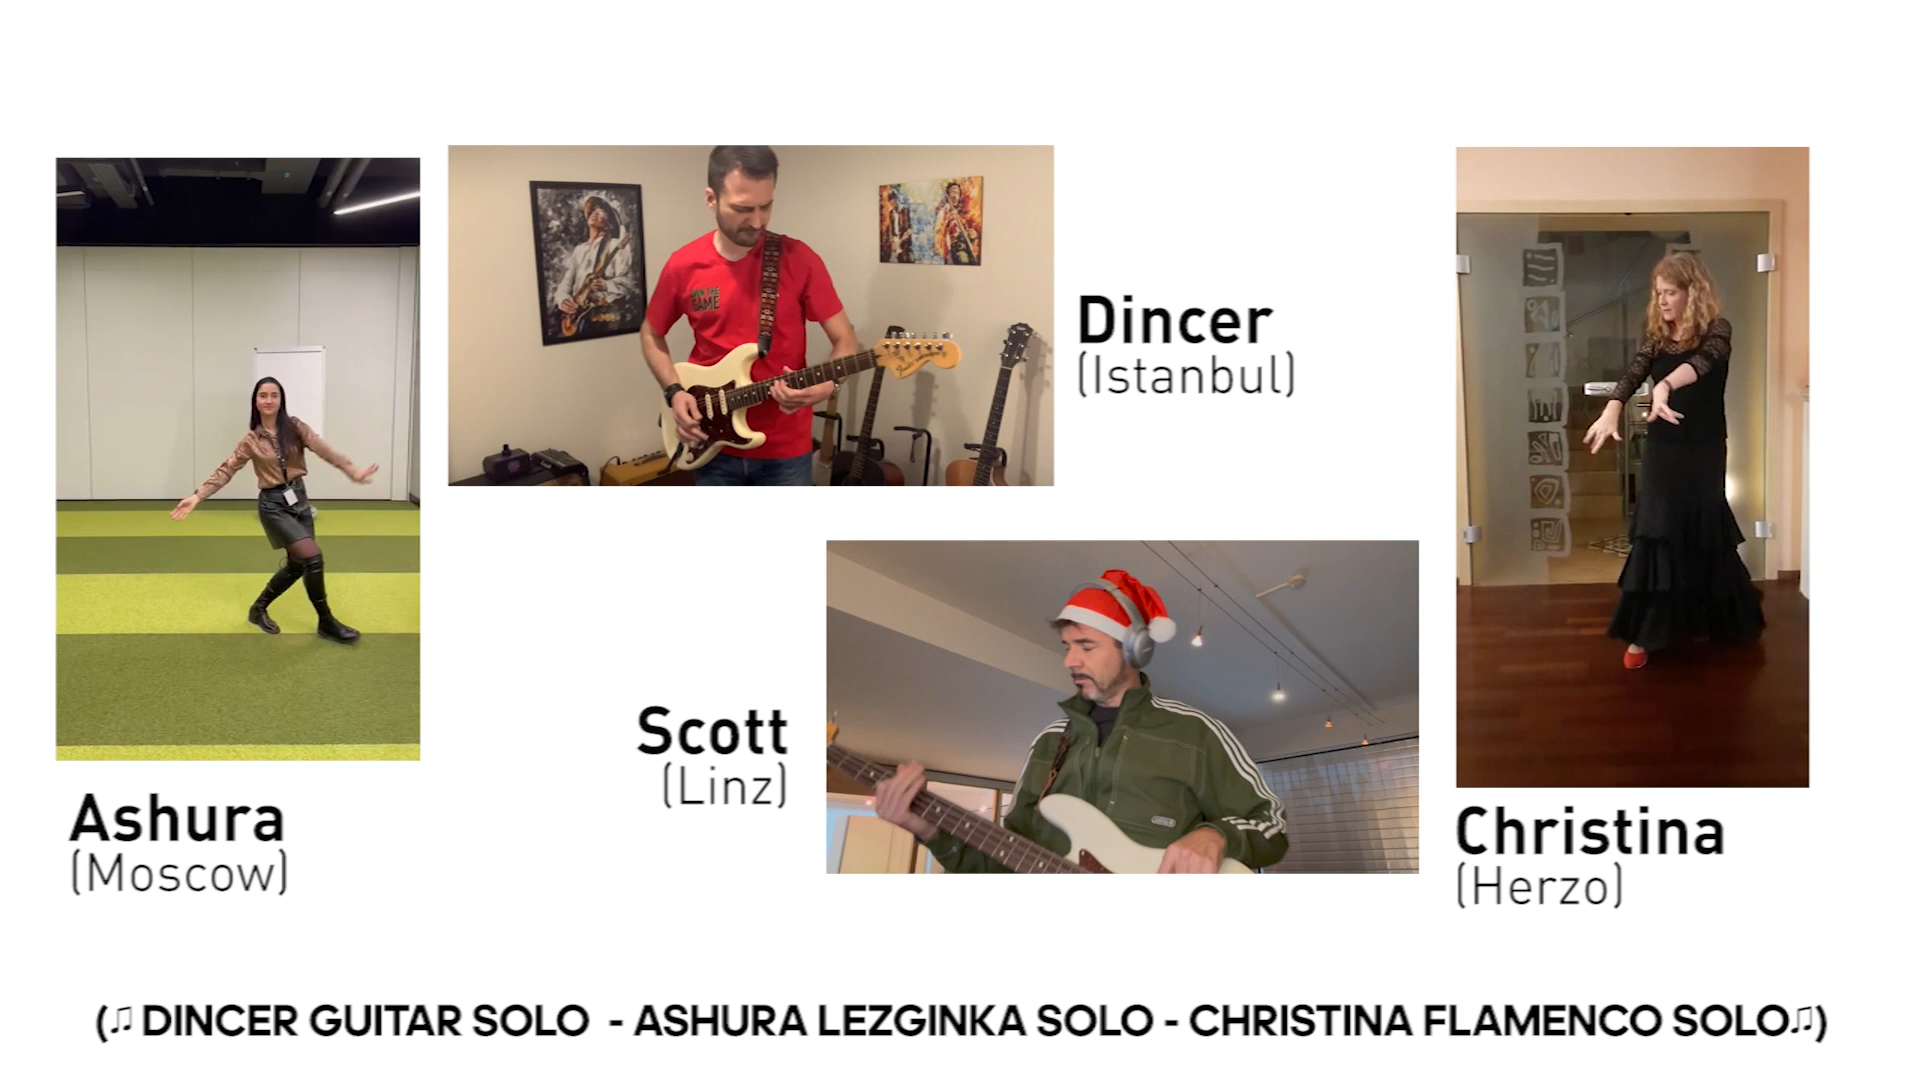 Dincer
(Istanbul)
Scott
(Linz)
Ashura
(Moscow)
Christina
(Herzo)
(♫ DINCER GUITAR SOLO - ASHURA LEZGINKA SOLO - CHRISTINA FLAMENCO SOLO♫)